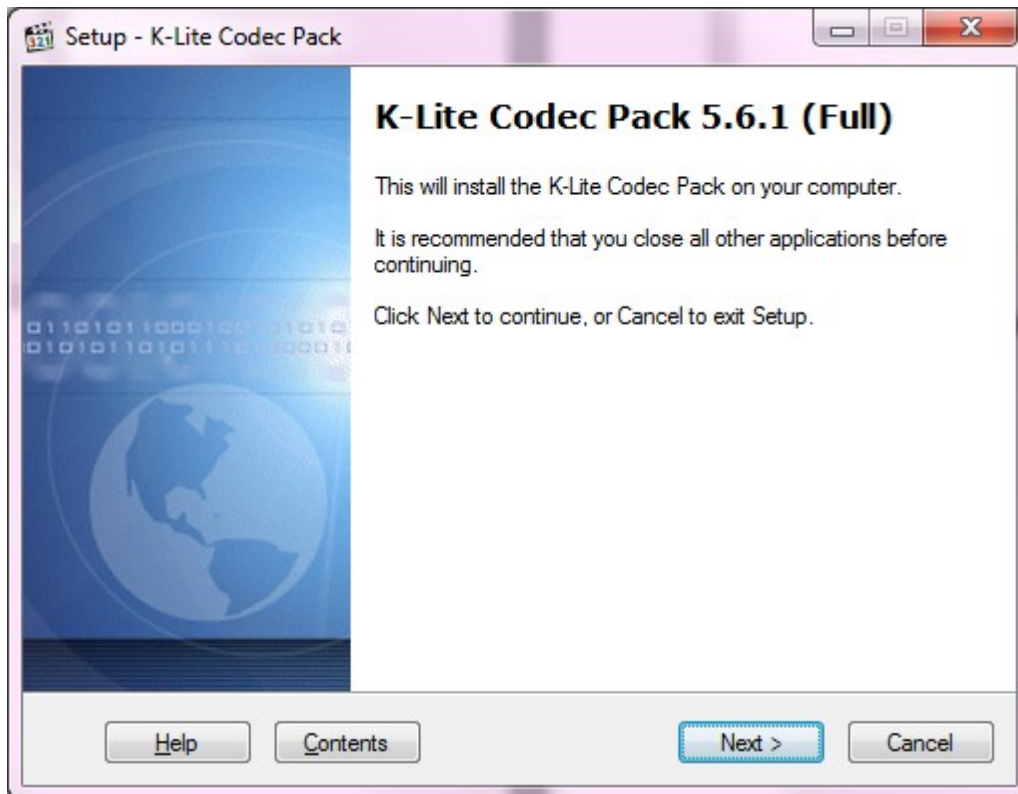 Setup - K-Lite Codec Pack
K-Lite Codec Pack 5.6.1 (Full)
This will install the K-Lite Codec Pack on your computer.
It is recommended that you close all other applications before
continuing.
Click Next to continue, or Cancel to exit Setup.
Help Contents Next > Cancel